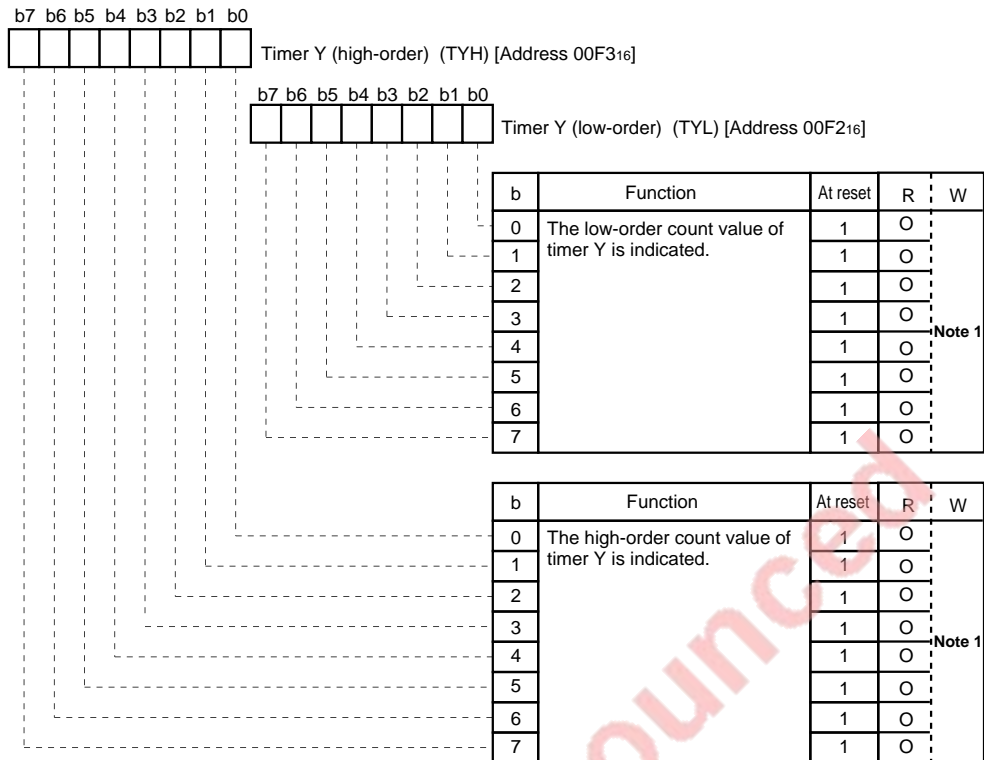 b7 b6 b5 b4 b3 b2 b1 b0
Timer Y (high-order) (TYH) [Address 00F316]
b7 b6 b5 b4 b3 b2 b1 b0
Timer Y (low-order) (TYL) [Address 00F216]
b Function At reset R W
0 The low-order count value of 1 O
1 timer Y is indicated. 1 O
2 1 O
3 1 O
Note 1
4 1 O
5 1 O
6 1 O
7 1 O
b Function At reset R W
0 The high-order count value of 1 O
1 timer Y is indicated. 1 O
2 1 O
3 1 O
Note 1
4 1 O
5 1 O
6 1 O
7 1 O
ounced